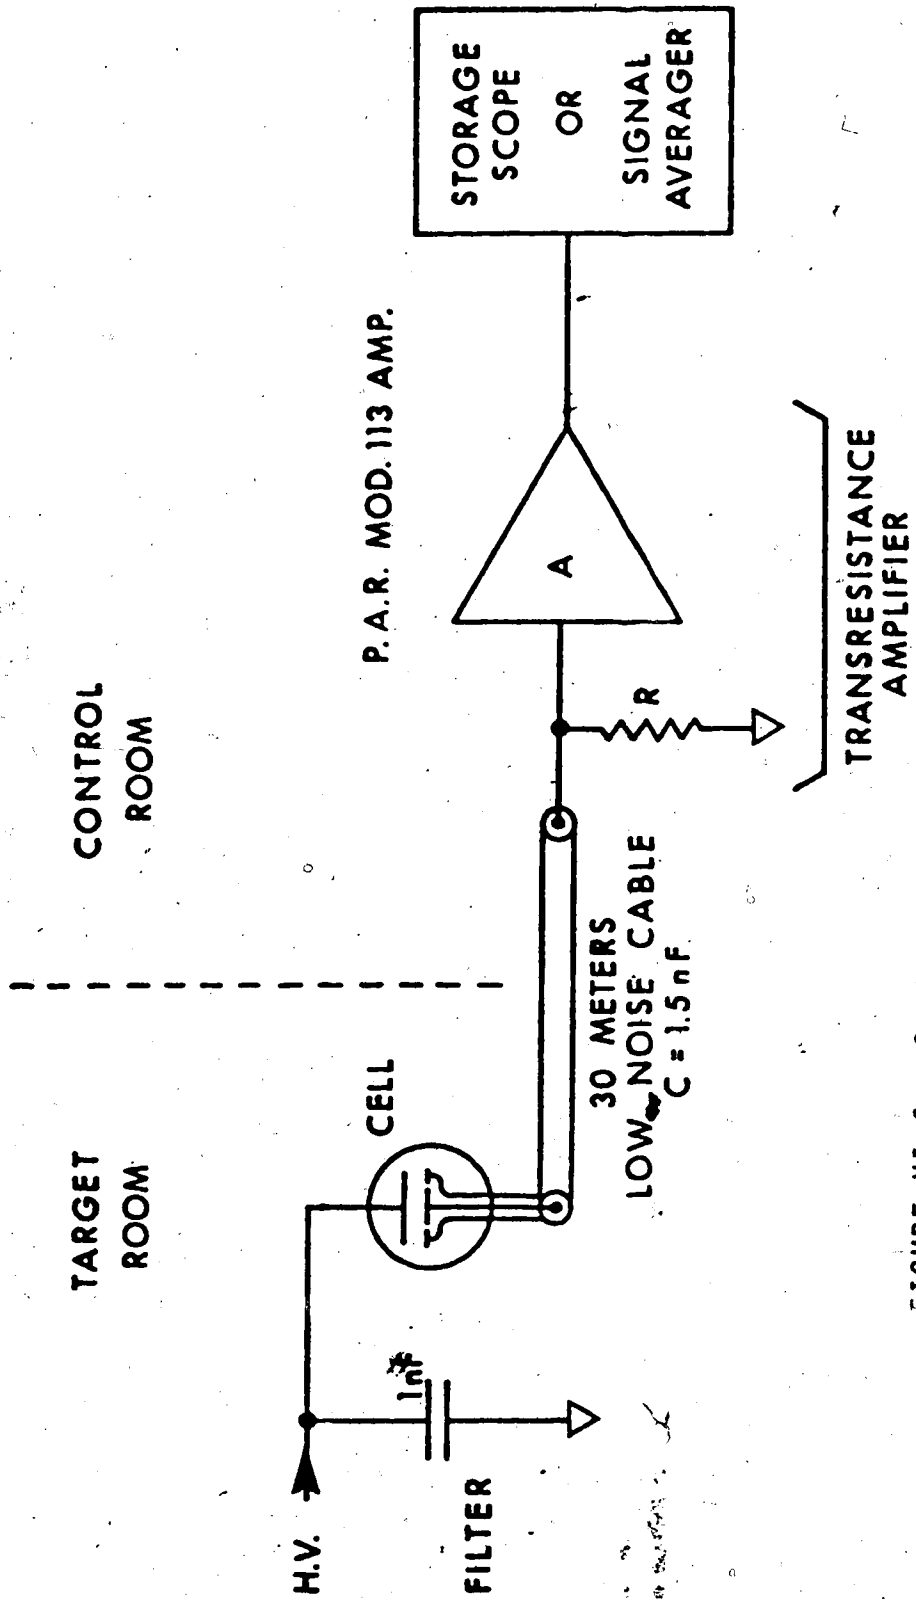 TARGET
ROOM
CONTROL
ROOM
H.V.
FILTER
1nF
CELL
30 METERS
LOW NOISE CABLE
C = 1.5 nF
R
A
P.A.R. MOD. 113 AMP.
TRANSRESISTANCE
AMPLIFIER
STORAGE
SCOPE
OR
SIGNAL
AVERAGER